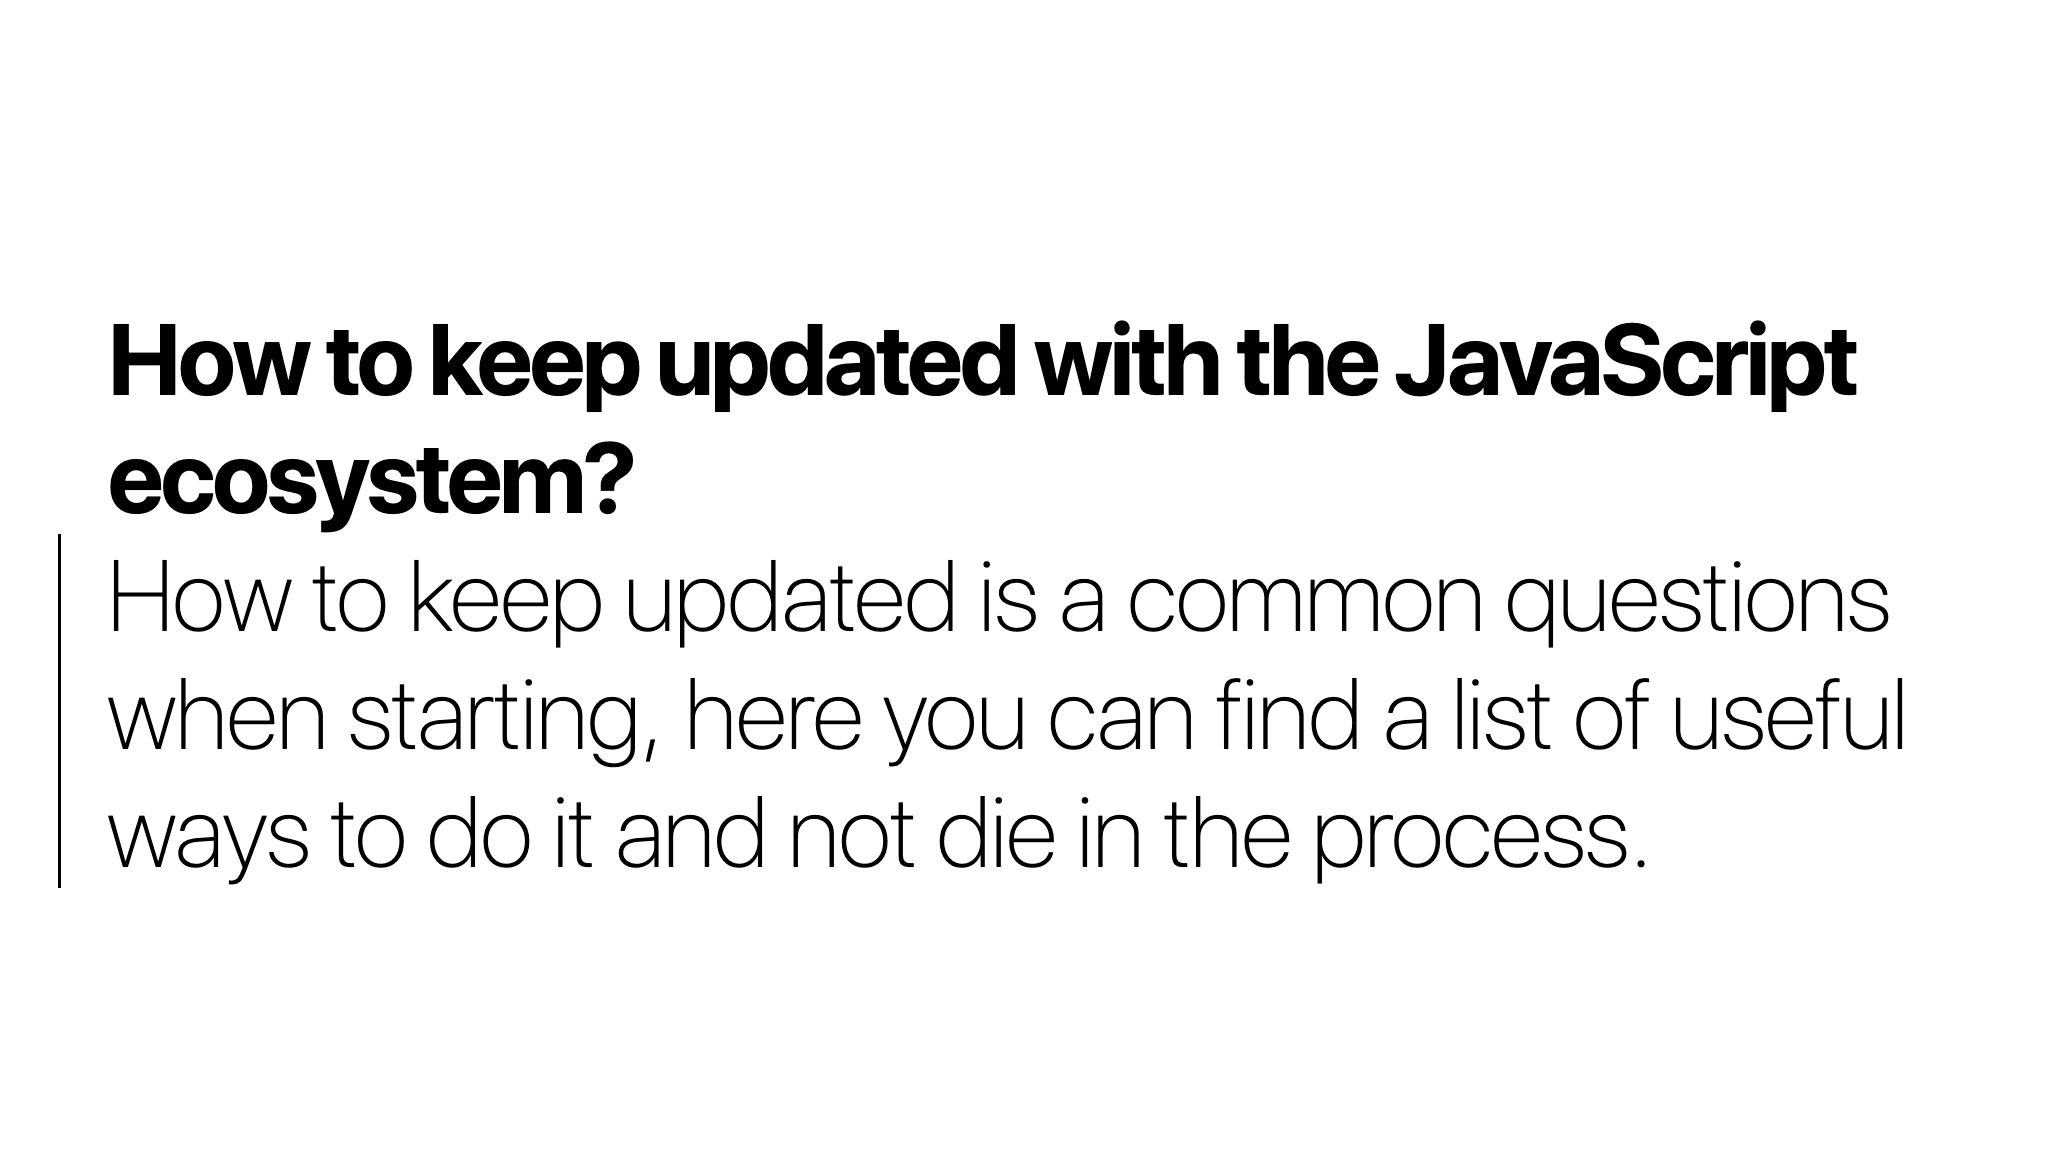 How to keep updated with the JavaScript
ecosystem?
How to keep updated is a common questions
when starting, here you can find a list of useful
ways to do it and not die in the process.